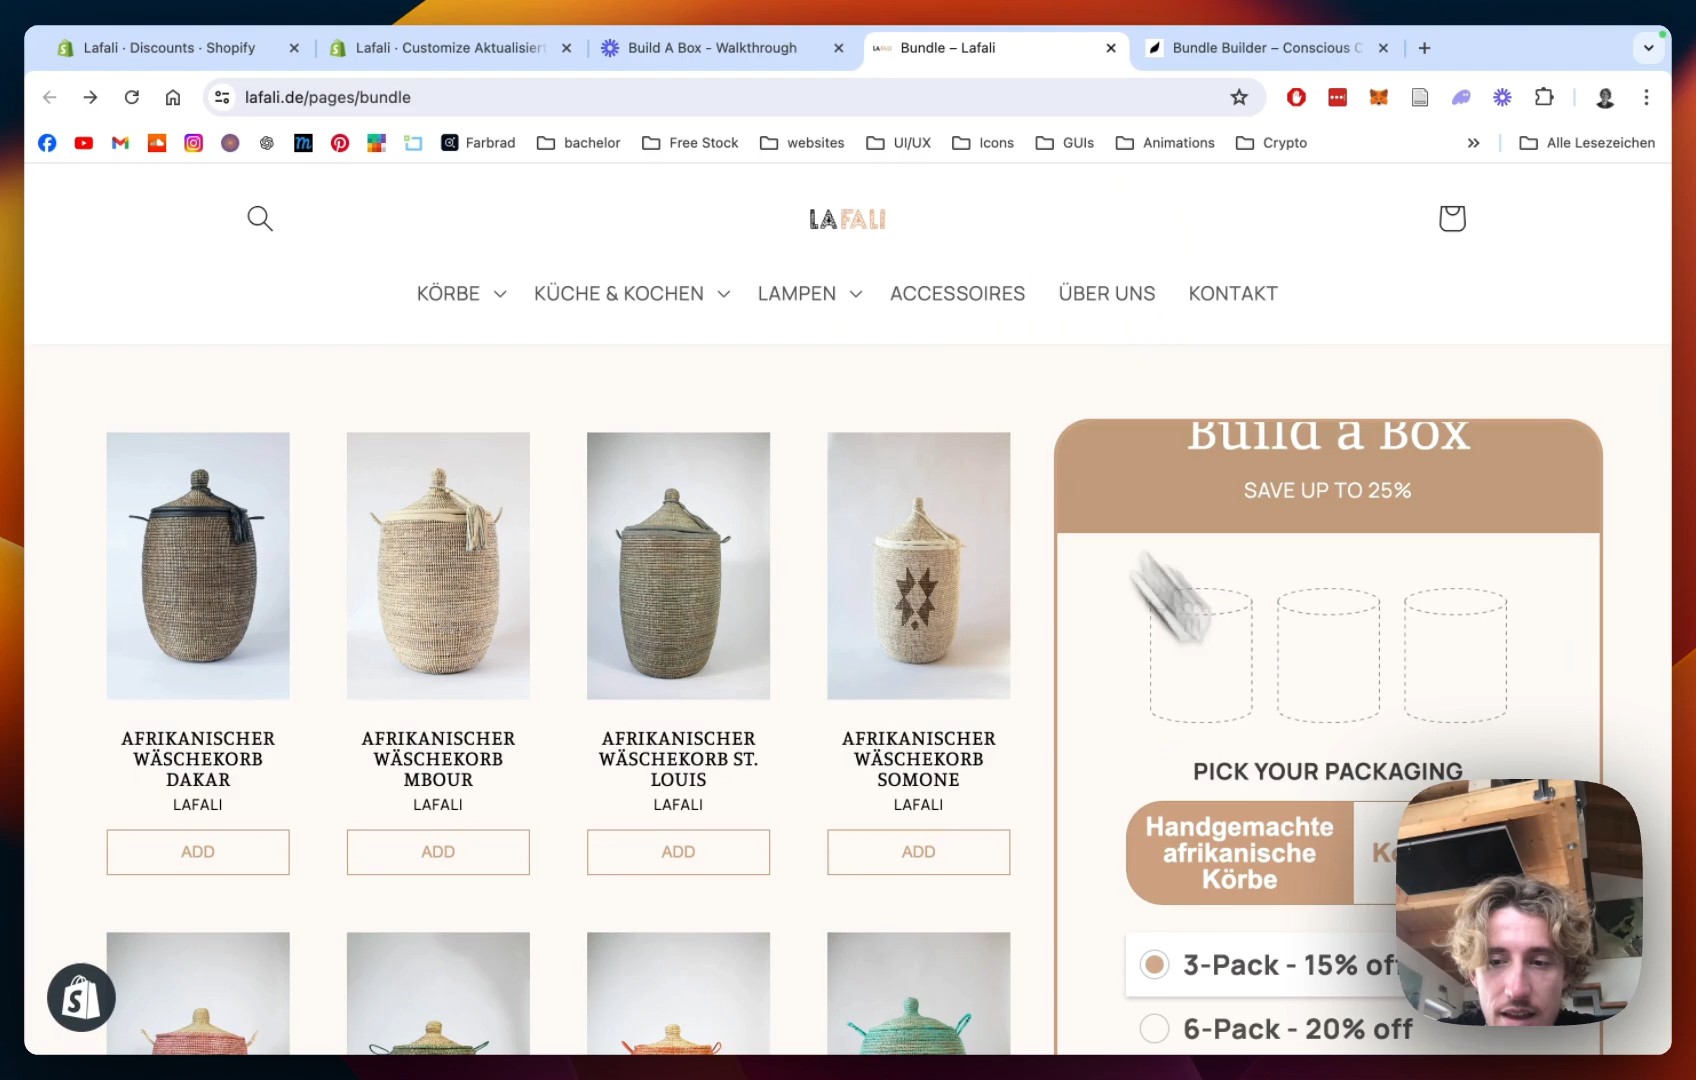 Lafali · Discounts · Shopify
Lafali · Customize Aktualisiert
Build A Box - Walkthrough
LAFALI
Bundle – Lafali
Bundle Builder – Conscious C
lafali.de/pages/bundle
Farbrad
bachelor
Free Stock
websites
UI/UX
Icons
GUIs
Animations
Crypto
Alle Lesezeichen
LAFALI
KÖRBE
KÜCHE & KOCHEN
LAMPEN
ACCESSOIRES
ÜBER UNS
KONTAKT
AFRIKANISCHER
WÄSCHEKORB
DAKAR
LAFALI
ADD
AFRIKANISCHER
WÄSCHEKORB
MBOUR
LAFALI
ADD
AFRIKANISCHER
WÄSCHEKORB ST.
LOUIS
LAFALI
ADD
AFRIKANISCHER
WÄSCHEKORB
SOMONE
LAFALI
ADD
Build a Box
SAVE UP TO 25%
PICK YOUR PACKAGING
Handgemachte
afrikanische
Körbe
3-Pack - 15% off
6-Pack - 20% off